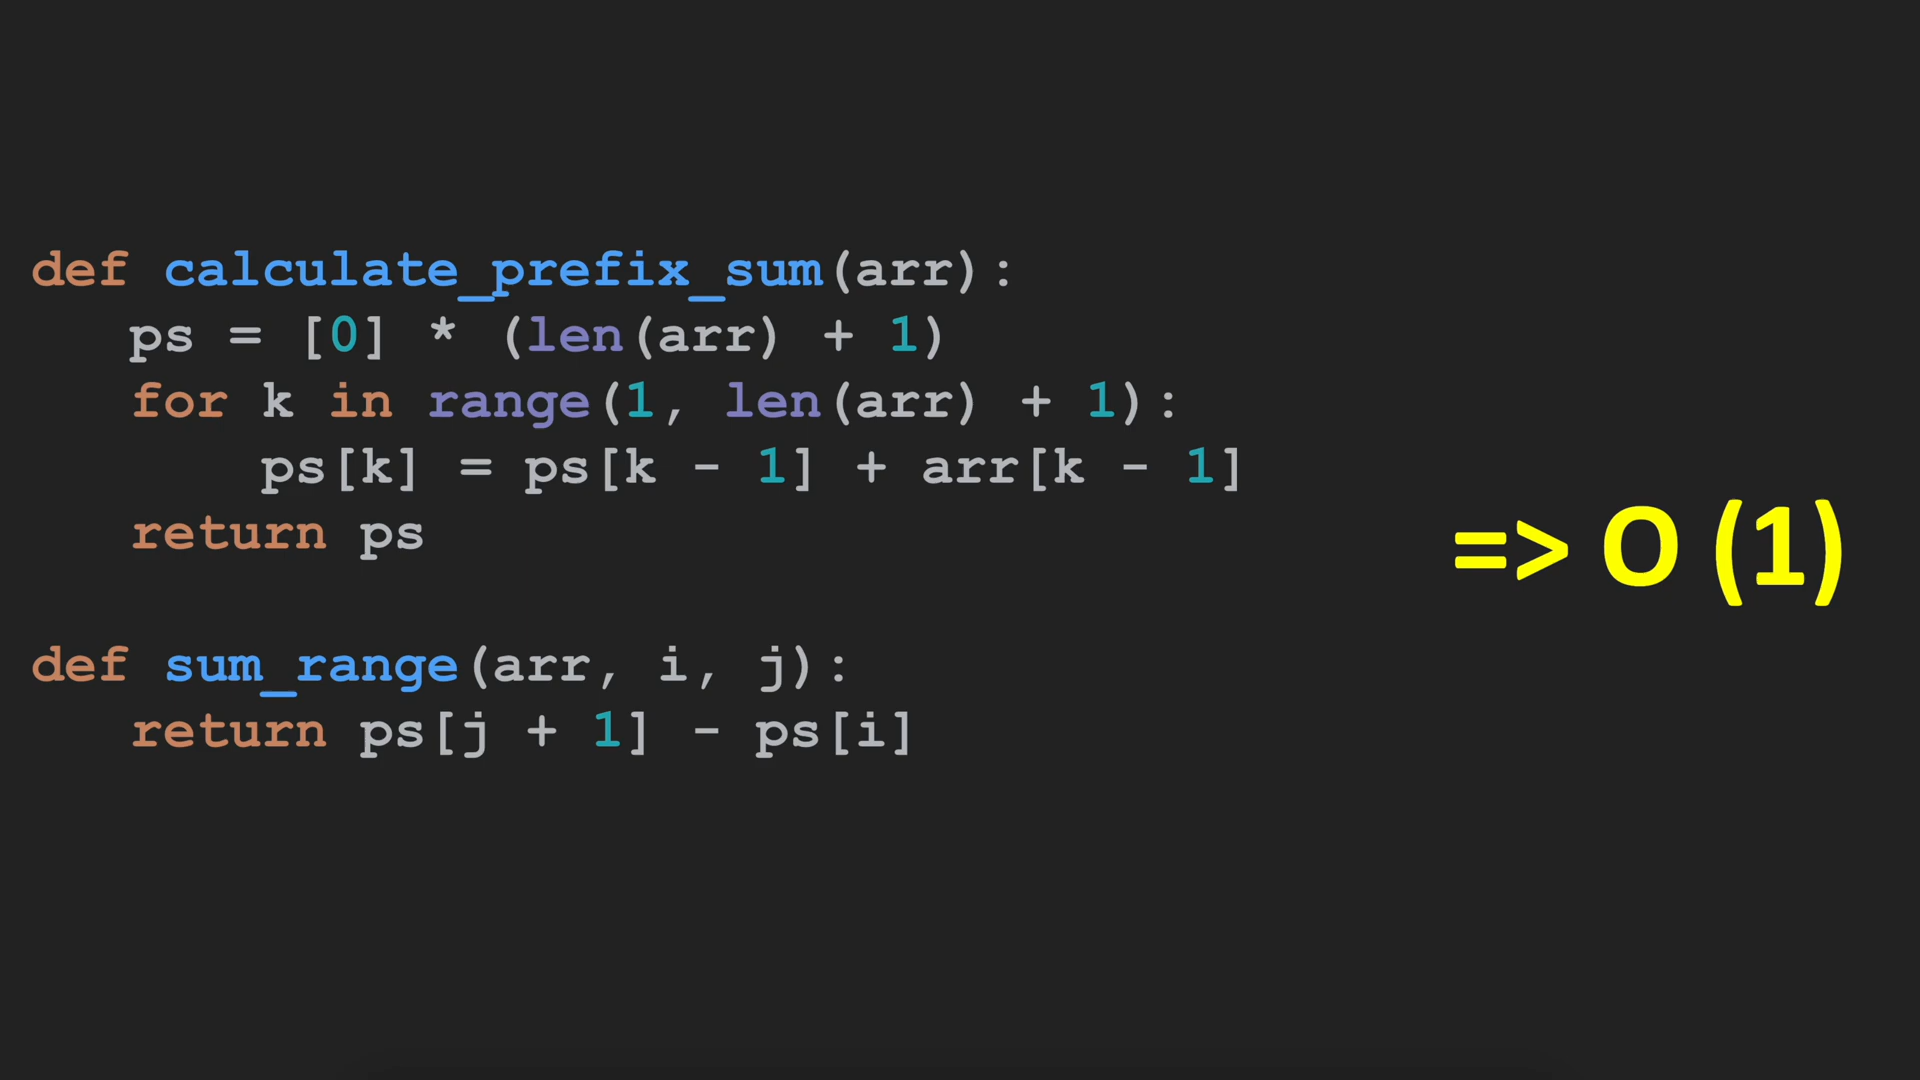 def calculate_prefix_sum(arr):
   ps = [0] * (len(arr) + 1)
   for k in range(1, len(arr) + 1):
       ps[k] = ps[k - 1] + arr[k - 1]
   return ps
=> O (1)
def sum_range(arr, i, j):
   return ps[j + 1] - ps[i]